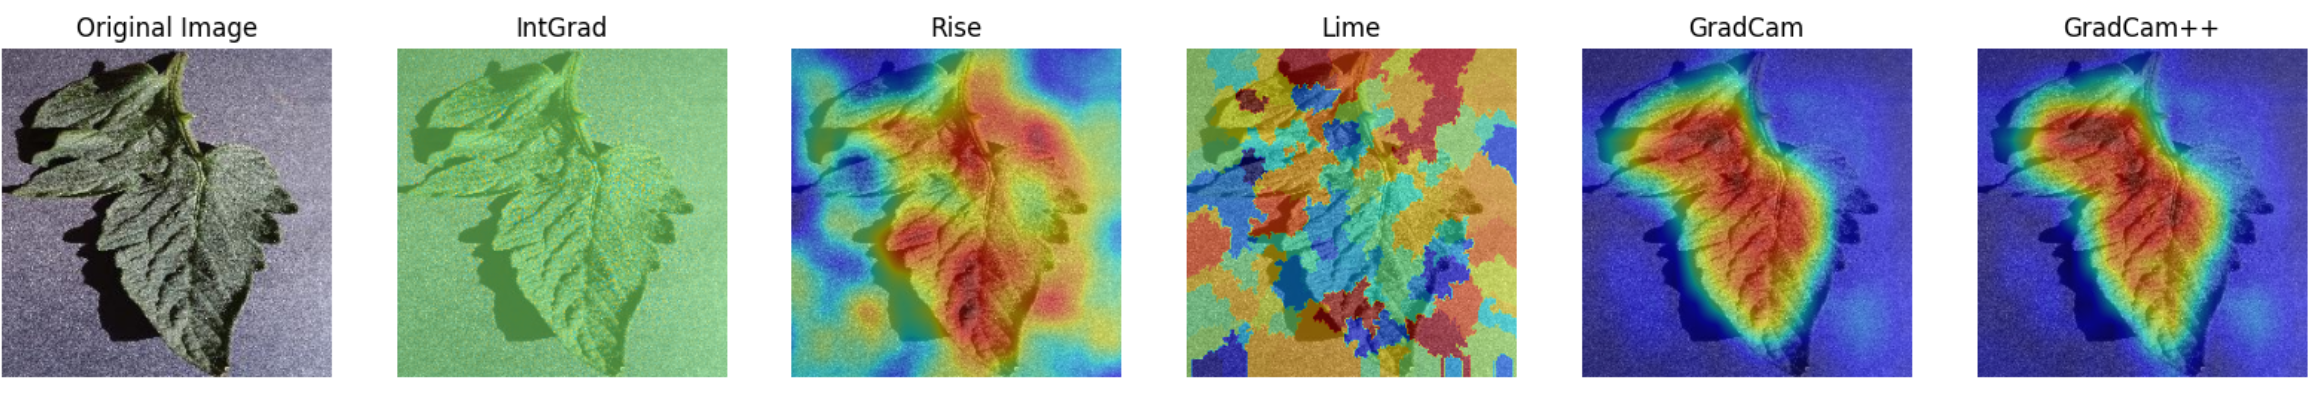 Original Image
IntGrad
Rise
Lime
GradCam
GradCam++